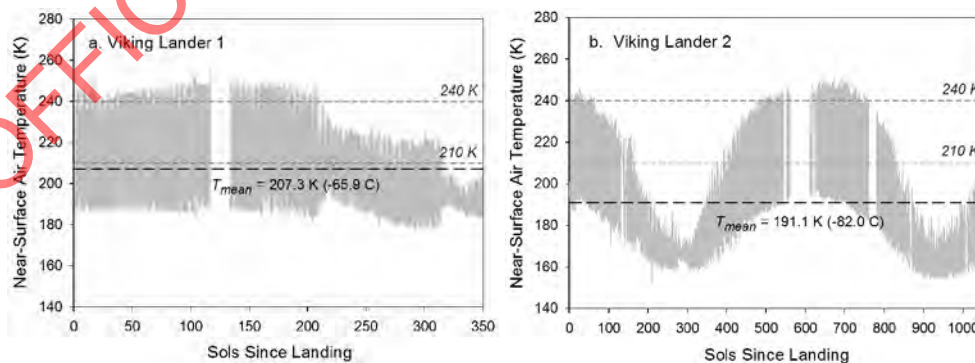 OFFIC
a. Viking Lander 1
Near-Surface Air Temperature (K)
280
260
240
220
200
180
160
140
240 K
210 K
Tmean = 207.3 K (-65.9 C)
0 50 100 150 200 250 300 350
Sols Since Landing
b. Viking Lander 2
Near-Surface Air Temperature (K)
280
260
240
220
200
180
160
140
240 K
210 K
Tmean = 191.1 K (-82.0 C)
0 100 200 300 400 500 600 700 800 900 1000
Sols Since Landing